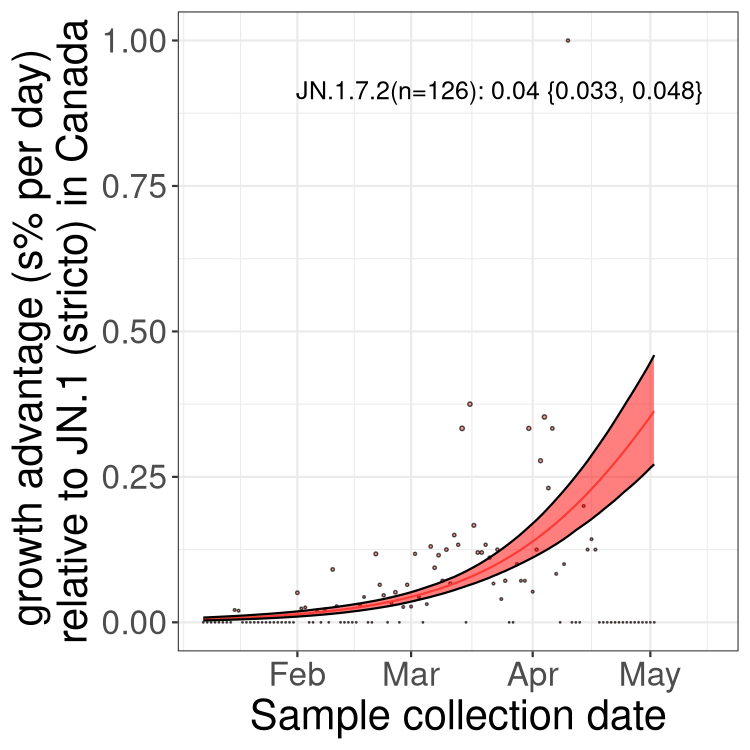 growth advantage (s% per day)
relative to JN.1 (stricto) in Canada
1.00
JN.1.7.2(n=126): 0.04 {0.033, 0.048}
0.75
0.50
0.25
0.00
Feb Mar Apr May
Sample collection date